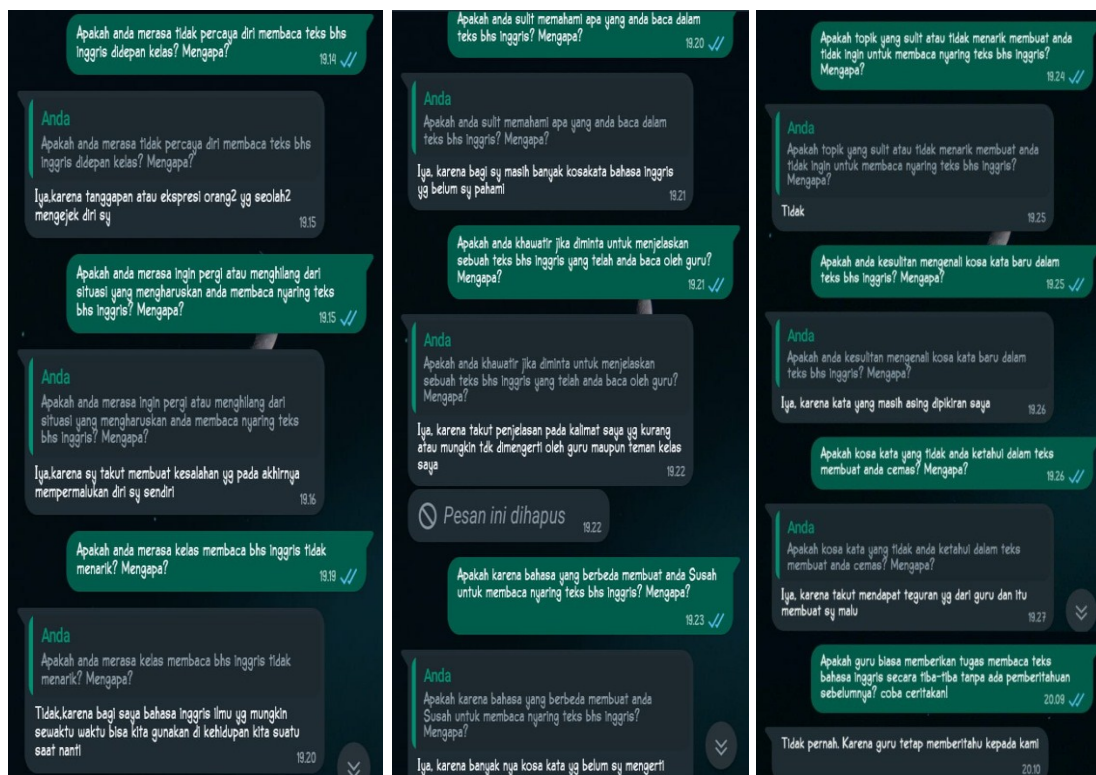 Apakah anda merasa tidak percaya diri membaca teks bhs
inggris didepan kelas? Mengapa?
19.14
Anda
Apakah anda merasa tidak percaya diri membaca teks bhs
inggris didepan kelas? Mengapa?
Iya,karena tanggapan atau ekspresi orang2 yg seolah2
mengejek diri sy
19.15
Apakah anda merasa ingin pergi atau menghilang dari
situasi yang mengharuskan anda membaca nyaring teks
bhs inggris? Mengapa?
19.15
Anda
Apakah anda merasa ingin pergi atau menghilang dari
situasi yang mengharuskan anda membaca nyaring teks
bhs inggris? Mengapa?
Iya,karena sy takut membuat kesalahan yg pada akhirnya
mempermalukan diri sy sendiri
19.16
Apakah anda merasa kelas membaca bhs inggris tidak
menarik? Mengapa?
19.19
Anda
Apakah anda merasa kelas membaca bhs inggris tidak
menarik? Mengapa?
Tidak,karena bagi saya bahasa inggris ilmu yg mungkin
sewaktu waktu bisa kita gunakan di kehidupan kita suatu
saat nanti
19.20
Apakah anda sulit memahami apa yang anda baca dalam
teks bhs inggris? Mengapa?
19.20
Anda
Apakah anda sulit memahami apa yang anda baca dalam
teks bhs inggris? Mengapa?
Iya, karena bagi sy masih banyak kosakata bahasa inggris
yg belum sy pahami
19.21
Apakah anda khawatir jika diminta untuk menjelaskan
sebuah teks bhs inggris yang telah anda baca oleh guru?
Mengapa?
19.21
Anda
Apakah anda khawatir jika diminta untuk menjelaskan
sebuah teks bhs inggris yang telah anda baca oleh guru?
Mengapa?
Iya, karena takut penjelasan pada kalimat saya yg kurang
atau mungkin tdk dimengerti oleh guru maupun teman kelas
saya
19.22
Pesan ini dihapus
19.22
Apakah karena bahasa yang berbeda membuat anda Susah
untuk membaca nyaring teks bhs inggris? Mengapa?
19.23
Anda
Apakah karena bahasa yang berbeda membuat anda
Susah untuk membaca nyaring teks bhs inggris?
Mengapa?
Iya, karena banyak nya kosa kata yg belum sy mengerti
Apakah topik yang sulit atau tidak menarik membuat anda
tidak ingin untuk membaca nyaring teks bhs inggris?
Mengapa?
19.24
Anda
Apakah topik yang sulit atau tidak menarik membuat anda
tidak ingin untuk membaca nyaring teks bhs inggris?
Mengapa?
Tidak
19.25
Apakah anda kesulitan mengenali kosa kata baru dalam
teks bhs inggris? Mengapa?
19.25
Anda
Apakah anda kesulitan mengenali kosa kata baru dalam
teks bhs inggris? Mengapa?
Iya, karena kata yang masih asing dipikiran saya
19.26
Apakah kosa kata yang tidak anda ketahui dalam teks
membuat anda cemas? Mengapa?
19.26
Anda
Apakah kosa kata yang tidak anda ketahui dalam teks
membuat anda cemas? Mengapa?
Iya, karena takut mendapat teguran yg dari guru dan itu
membuat sy malu
19.27
Apakah guru biasa memberikan tugas membaca teks
bahasa inggris secara tiba-tiba tanpa ada pemberitahuan
sebelumnya? coba ceritakan!
20.09
Tidak pernah. Karena guru tetap memberitahu kepada kami
20.10